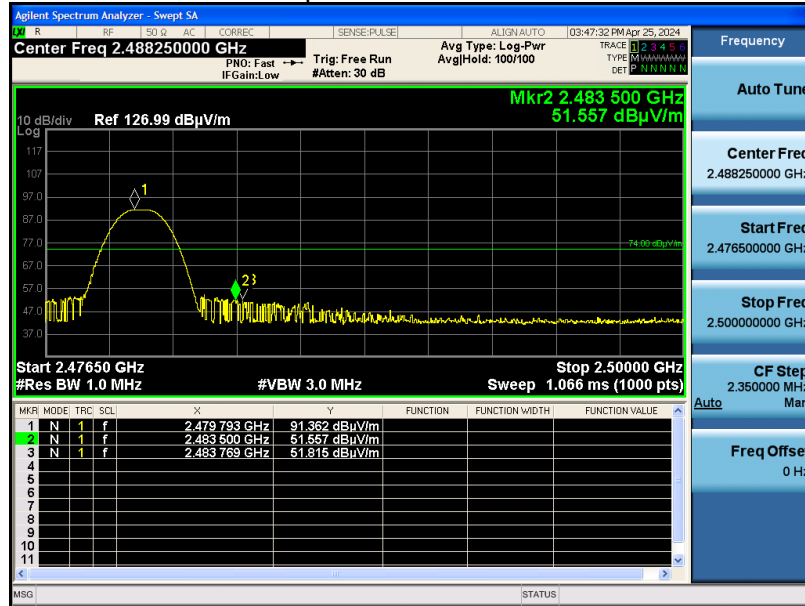 Agilent Spectrum Analyzer - Swept SA
LXI R RF 50 Ω AC CORREC SENSE:PULSE ALIGN AUTO 03:47:32 PM Apr 25, 2024
Center Freq 2.488250000 GHz
PNO: Fast
IFGain:Low
Trig: Free Run
#Atten: 30 dB
Avg Type: Log-Pwr
Avg|Hold: 100/100
TRACE 1 2 3 4 5 6
TYPE M
DET P N N N N N
Mkr2 2.483 500 GHz
51.557 dBµV/m
10 dB/div Ref 126.99 dBµV/m
Log
117
107
97.0
87.0
77.0
67.0
57.0
47.0
37.0
1
2
3
74.00 dBµV/m
Start 2.47650 GHz Stop 2.50000 GHz
#Res BW 1.0 MHz #VBW 3.0 MHz Sweep 1.066 ms (1000 pts)
MKR MODE TRC SCL X Y FUNCTION FUNCTION WIDTH FUNCTION VALUE
1 N 1 f 2.479 793 GHz 91.362 dBµV/m
2 N 1 f 2.483 500 GHz 51.557 dBµV/m
3 N 1 f 2.483 769 GHz 51.815 dBµV/m
4
5
6
7
8
9
10
11
MSG STATUS
Frequency
Auto Tune
Center Freq
2.488250000 GHz
Start Freq
2.476500000 GHz
Stop Freq
2.500000000 GHz
CF Step
2.350000 MHz
Auto Man
Freq Offset
0 Hz